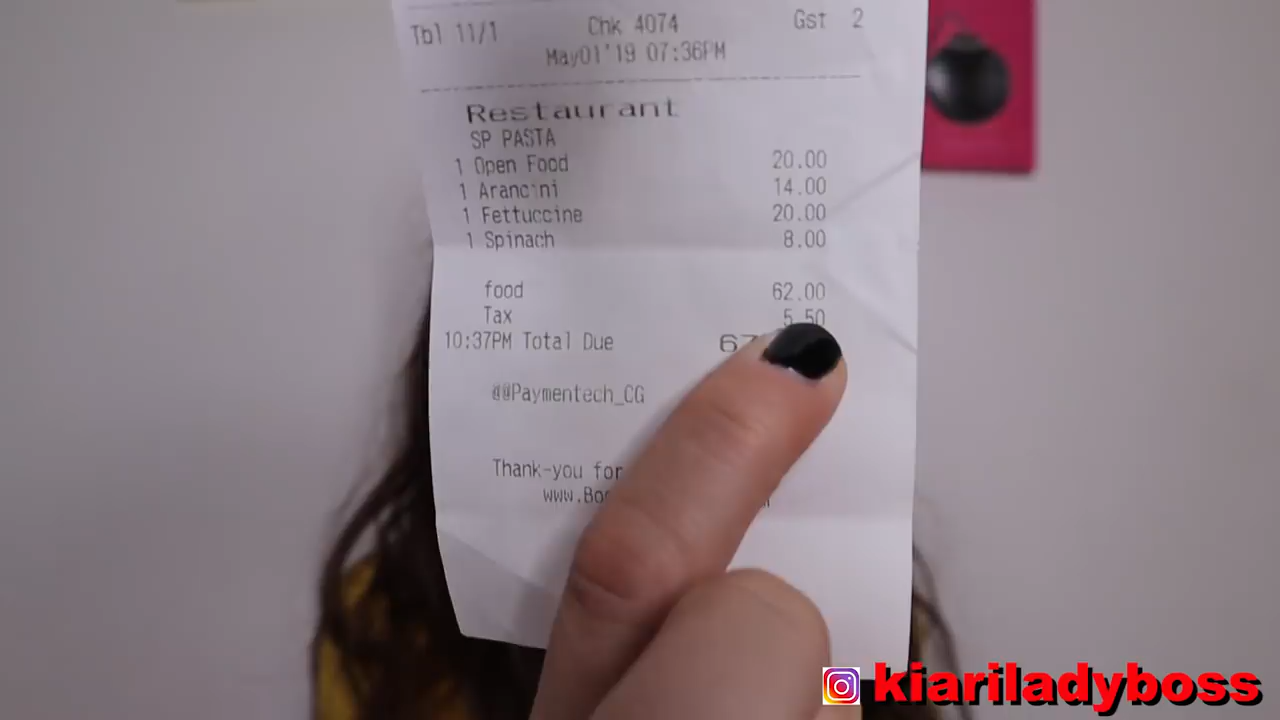 Tbl 11/1 Chk 4074 Gst 2
May01'19 07:36PM
Restaurant
SP PASTA
1 Open Food 20.00
1 Arancini 14.00
1 Fettuccine 20.00
1 Spinach 8.00
food 62.00
Tax 5.50
10:37PM Total Due
@@Paymentech_CG
Thank-you for
kiariladyboss